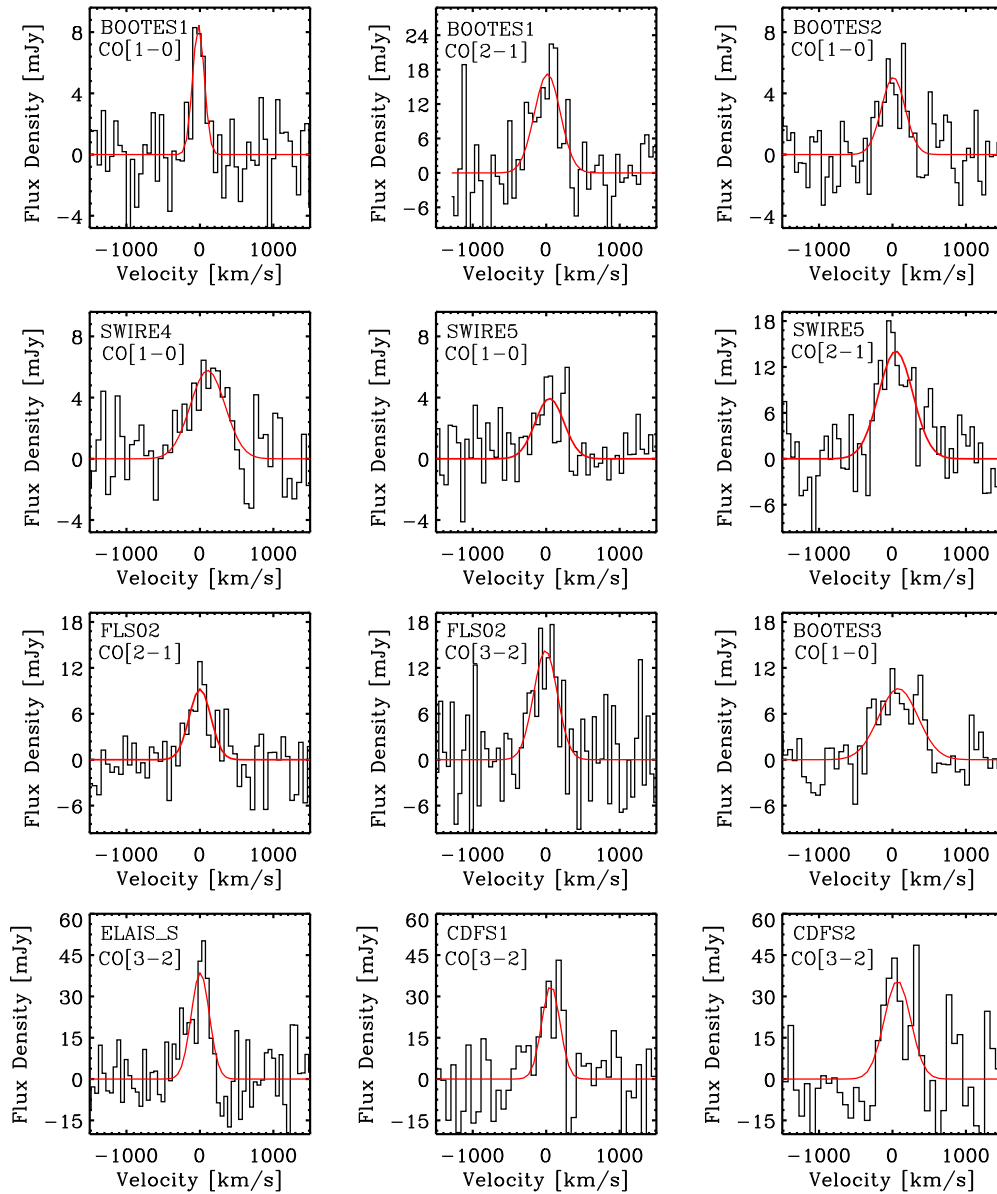 BOOTES1
CO[1-0]
Flux Density [mJy]
8
4
0
-4
-1000 0 1000
Velocity [km/s]
BOOTES1
CO[2-1]
Flux Density [mJy]
24
18
12
6
0
-6
-1000 0 1000
Velocity [km/s]
BOOTES2
CO[1-0]
Flux Density [mJy]
8
4
0
-4
-1000 0 1000
Velocity [km/s]
SWIRE4
CO[1-0]
Flux Density [mJy]
8
4
0
-4
-1000 0 1000
Velocity [km/s]
SWIRE5
CO[1-0]
Flux Density [mJy]
8
4
0
-4
-1000 0 1000
Velocity [km/s]
SWIRE5
CO[2-1]
Flux Density [mJy]
18
12
6
0
-6
-1000 0 1000
Velocity [km/s]
FLS02
CO[2-1]
Flux Density [mJy]
18
12
6
0
-6
-1000 0 1000
Velocity [km/s]
FLS02
CO[3-2]
Flux Density [mJy]
18
12
6
0
-6
-1000 0 1000
Velocity [km/s]
BOOTES3
CO[1-0]
Flux Density [mJy]
18
12
6
0
-6
-1000 0 1000
Velocity [km/s]
ELAIS_S
CO[3-2]
Flux Density [mJy]
60
45
30
15
0
-15
-1000 0 1000
Velocity [km/s]
CDFS1
CO[3-2]
Flux Density [mJy]
60
45
30
15
0
-15
-1000 0 1000
Velocity [km/s]
CDFS2
CO[3-2]
Flux Density [mJy]
60
45
30
15
0
-15
-1000 0 1000
Velocity [km/s]